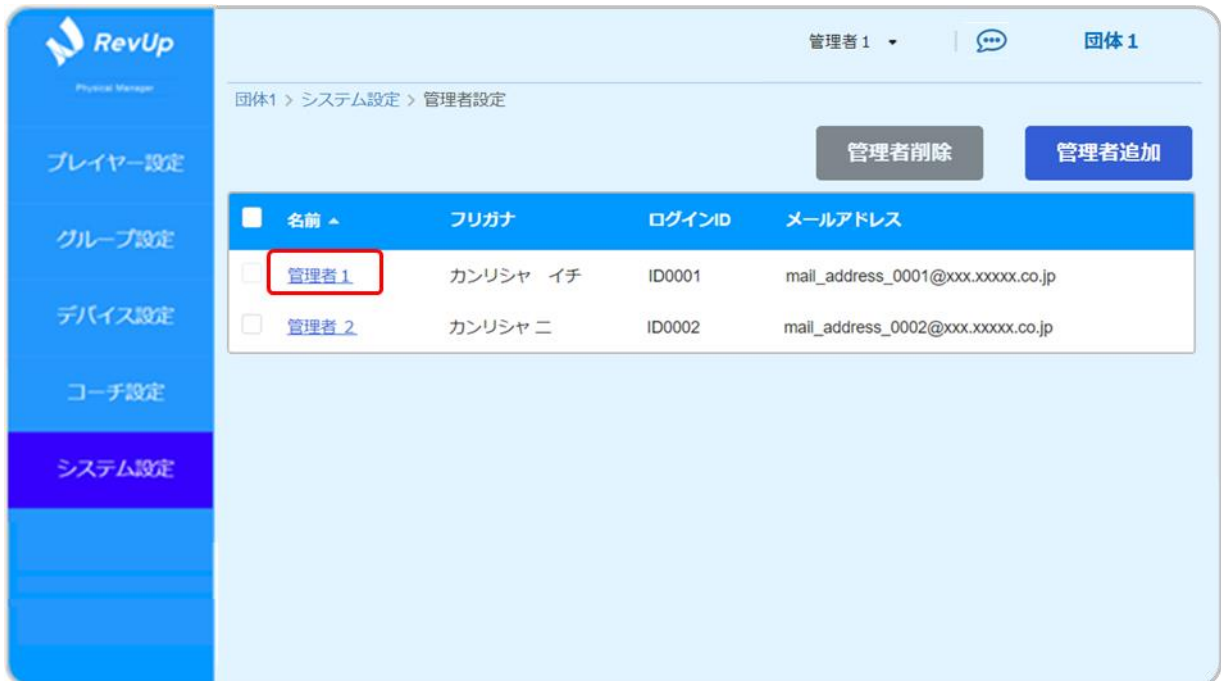 RevUp
Physical Manager
管理者1
団体1
団体1 > システム設定 > 管理者設定
管理者削除
管理者追加
プレイヤー設定
グループ設定
デバイス設定
コーチ設定
システム設定
名前 フリガナ ログインID メールアドレス
管理者1 カンリシャ　イチ ID0001 mail_address_0001@xxx.xxxxx.co.jp
管理者 2 カンリシャ二 ID0002 mail_address_0002@xxx.xxxxx.co.jp